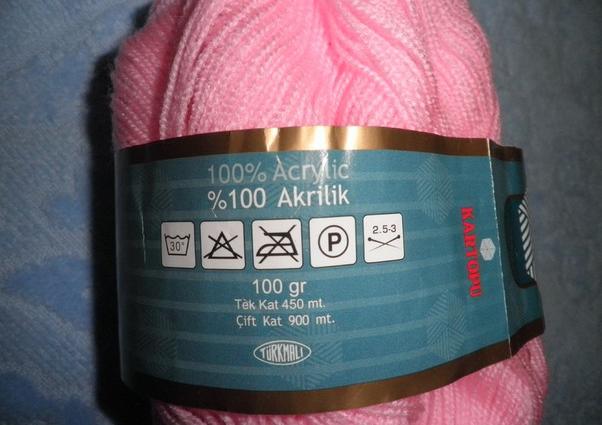 100% Acrylic
%100 Akrilik
30°
P
2.5-3
100 gr
Tek Kat 450 mt.
Çift Kat 900 mt.
TÜRKMALI
KARTOPU